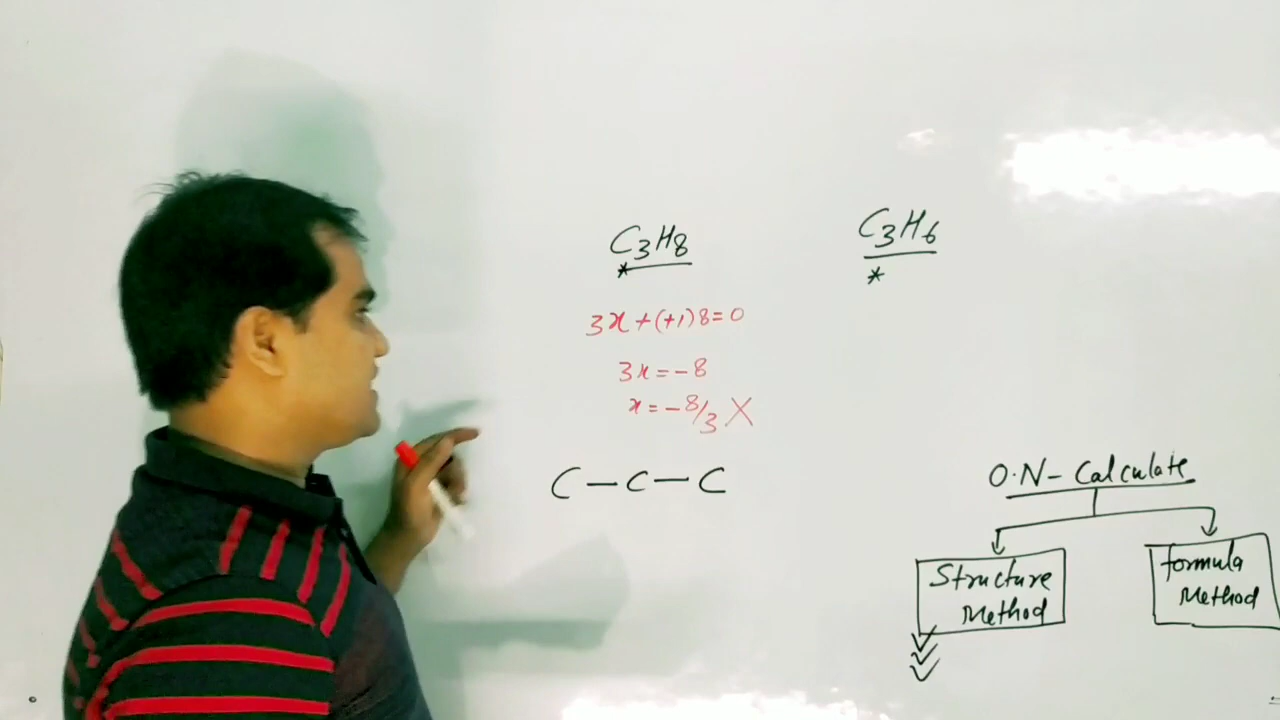 C₃H₈
*
3x+(+1)8=0
3x=-8
x=-8/3 X
C-C-C
C₃H₆
*
O.N-Calculate
Structure
Method
formula
Method